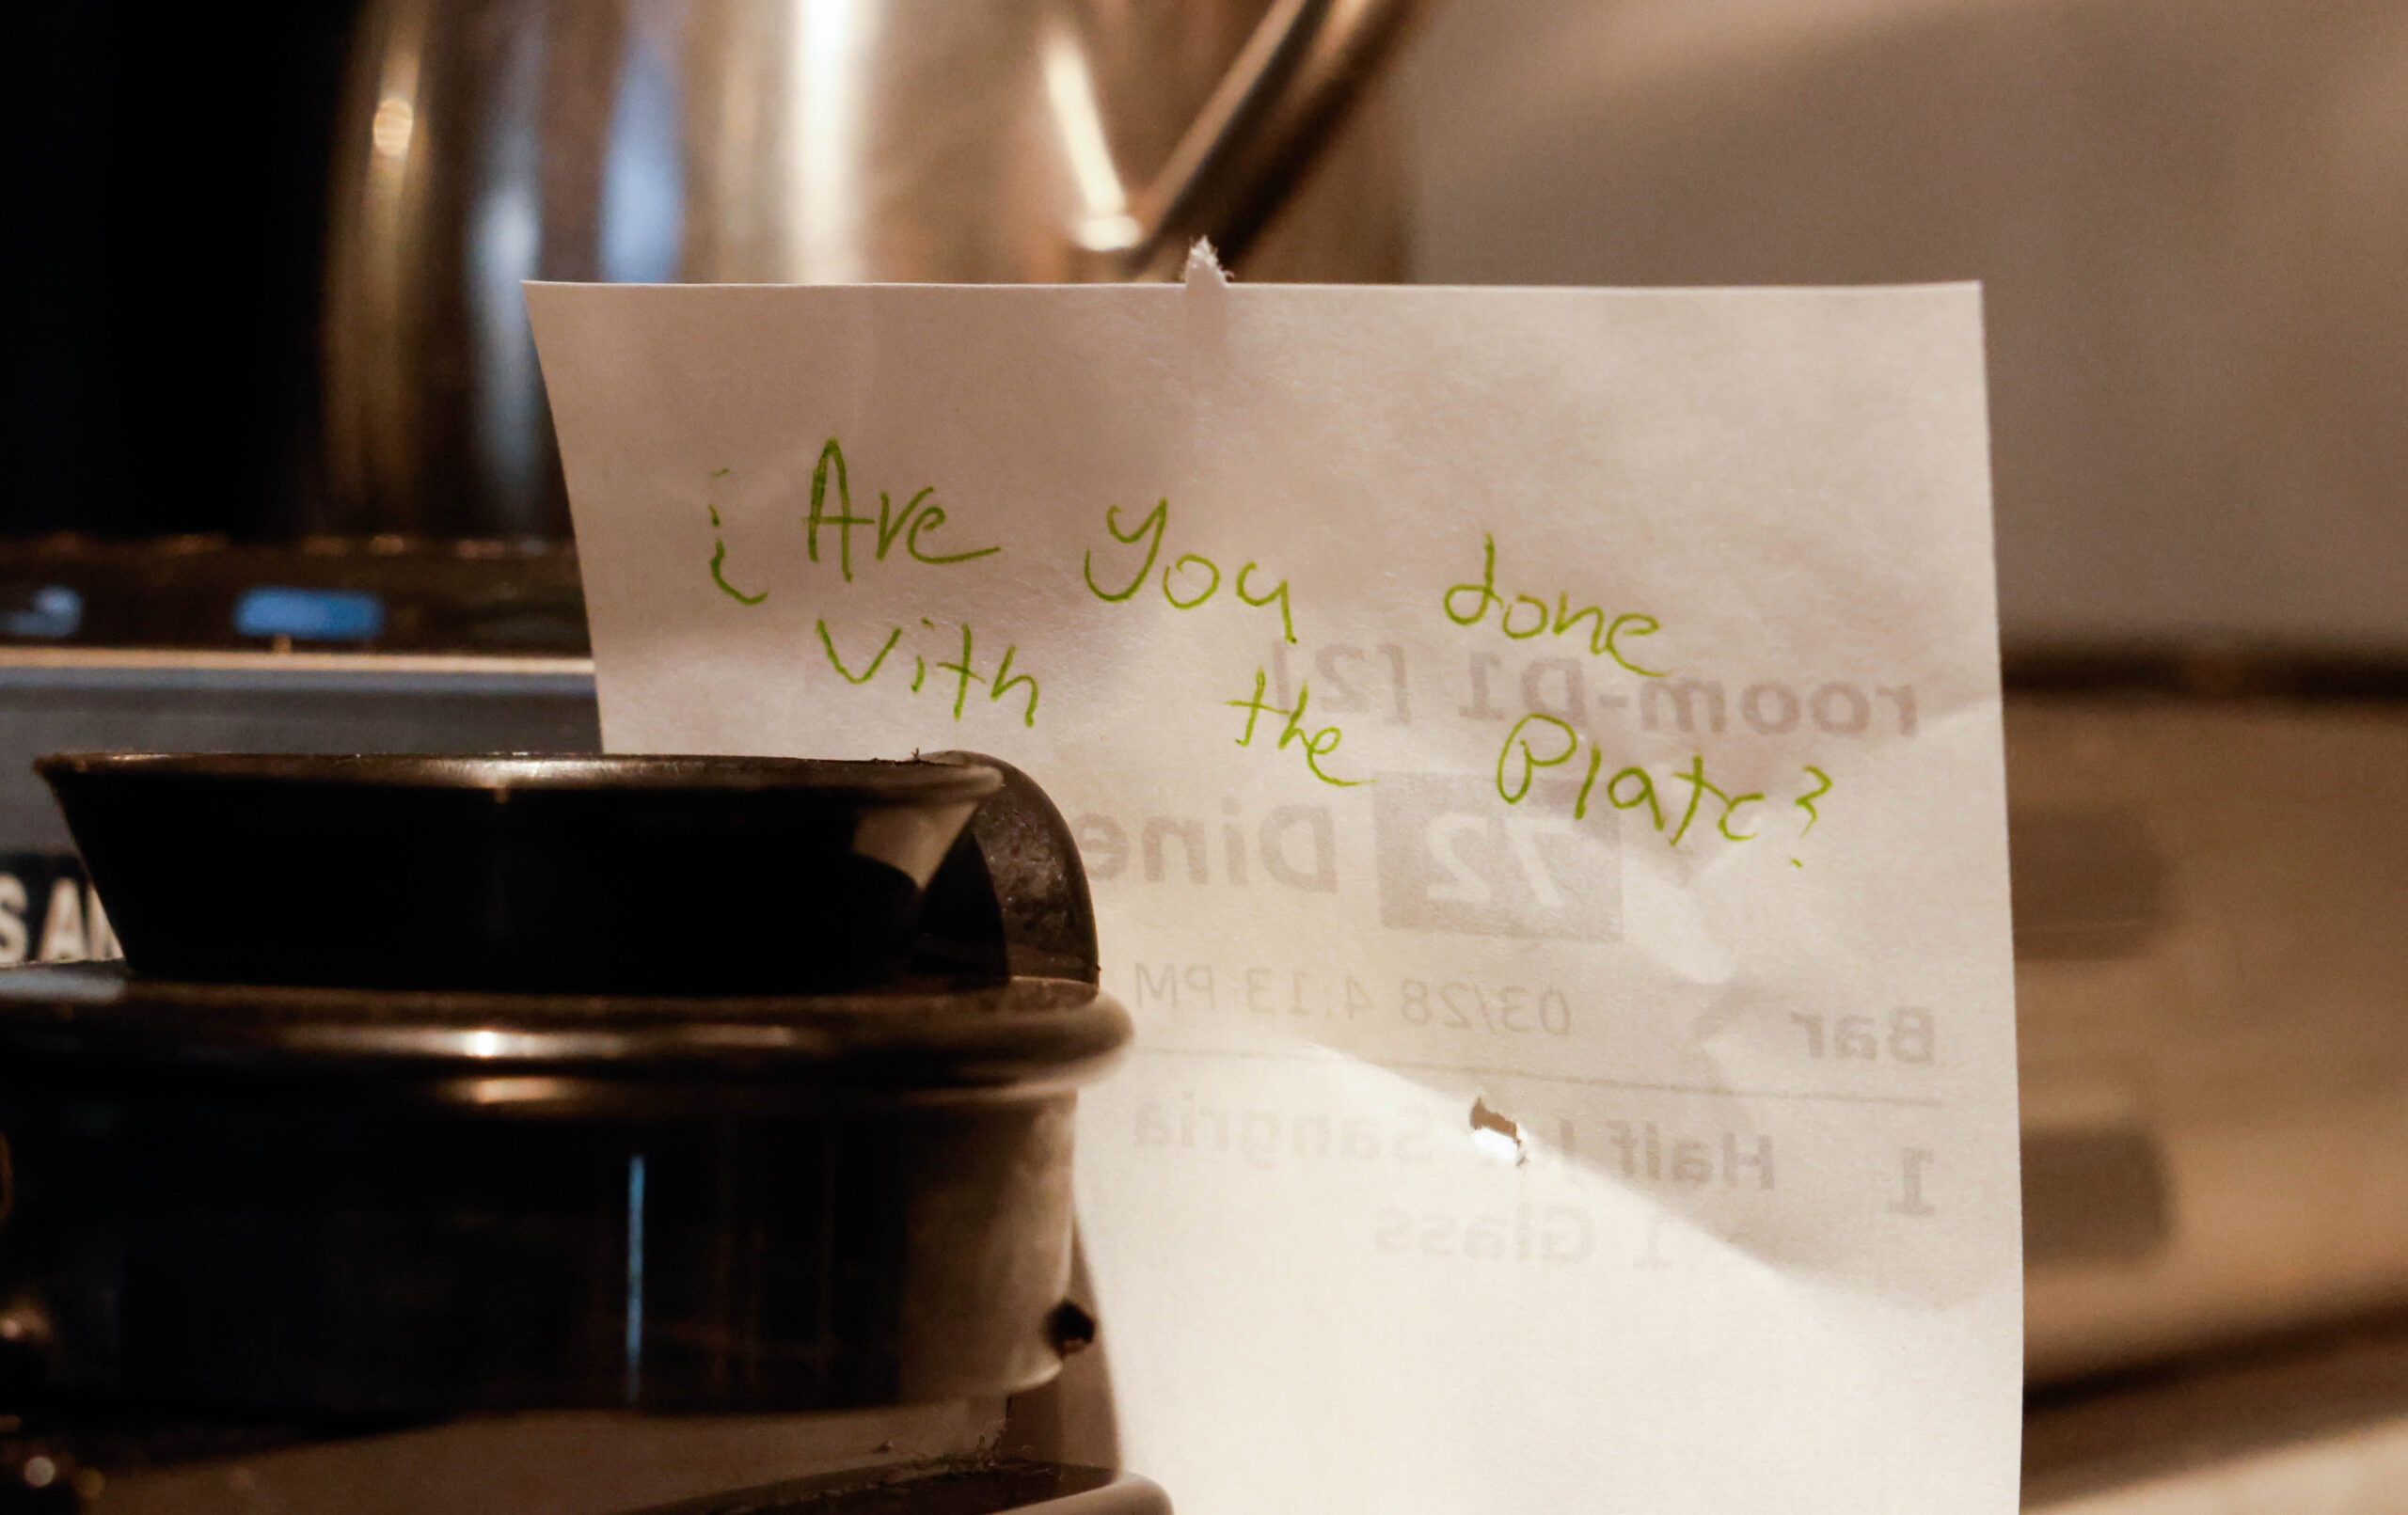 ¿Are you done
vith the Plate?
room-D1 [2]
72 Dine
03/28 4:13 PM
Bar
1 Half Sangria
1 Glass
SAN